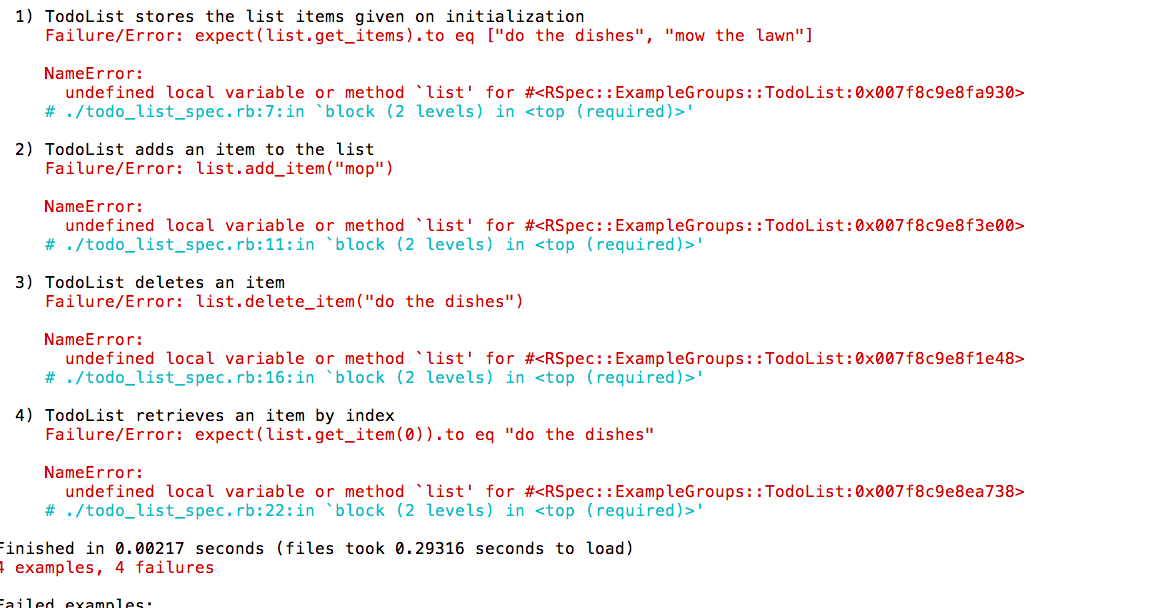 1) TodoList stores the list items given on initialization
Failure/Error: expect(list.get_items).to eq ["do the dishes", "mow the lawn"]
NameError:
undefined local variable or method `list' for #<RSpec::ExampleGroups::TodoList:0x007f8c9e8fa930>
# ./todo_list_spec.rb:7:in `block (2 levels) in <top (required)>'
2) TodoList adds an item to the list
Failure/Error: list.add_item("mop")
NameError:
undefined local variable or method `list' for #<RSpec::ExampleGroups::TodoList:0x007f8c9e8f3e00>
# ./todo_list_spec.rb:11:in `block (2 levels) in <top (required)>'
3) TodoList deletes an item
Failure/Error: list.delete_item("do the dishes")
NameError:
undefined local variable or method `list' for #<RSpec::ExampleGroups::TodoList:0x007f8c9e8f1e48>
# ./todo_list_spec.rb:16:in `block (2 levels) in <top (required)>'
4) TodoList retrieves an item by index
Failure/Error: expect(list.get_item(0)).to eq "do the dishes"
NameError:
undefined local variable or method `list' for #<RSpec::ExampleGroups::TodoList:0x007f8c9e8ea738>
# ./todo_list_spec.rb:22:in `block (2 levels) in <top (required)>'
Finished in 0.00217 seconds (files took 0.29316 seconds to load)
4 examples, 4 failures
Failed examples: